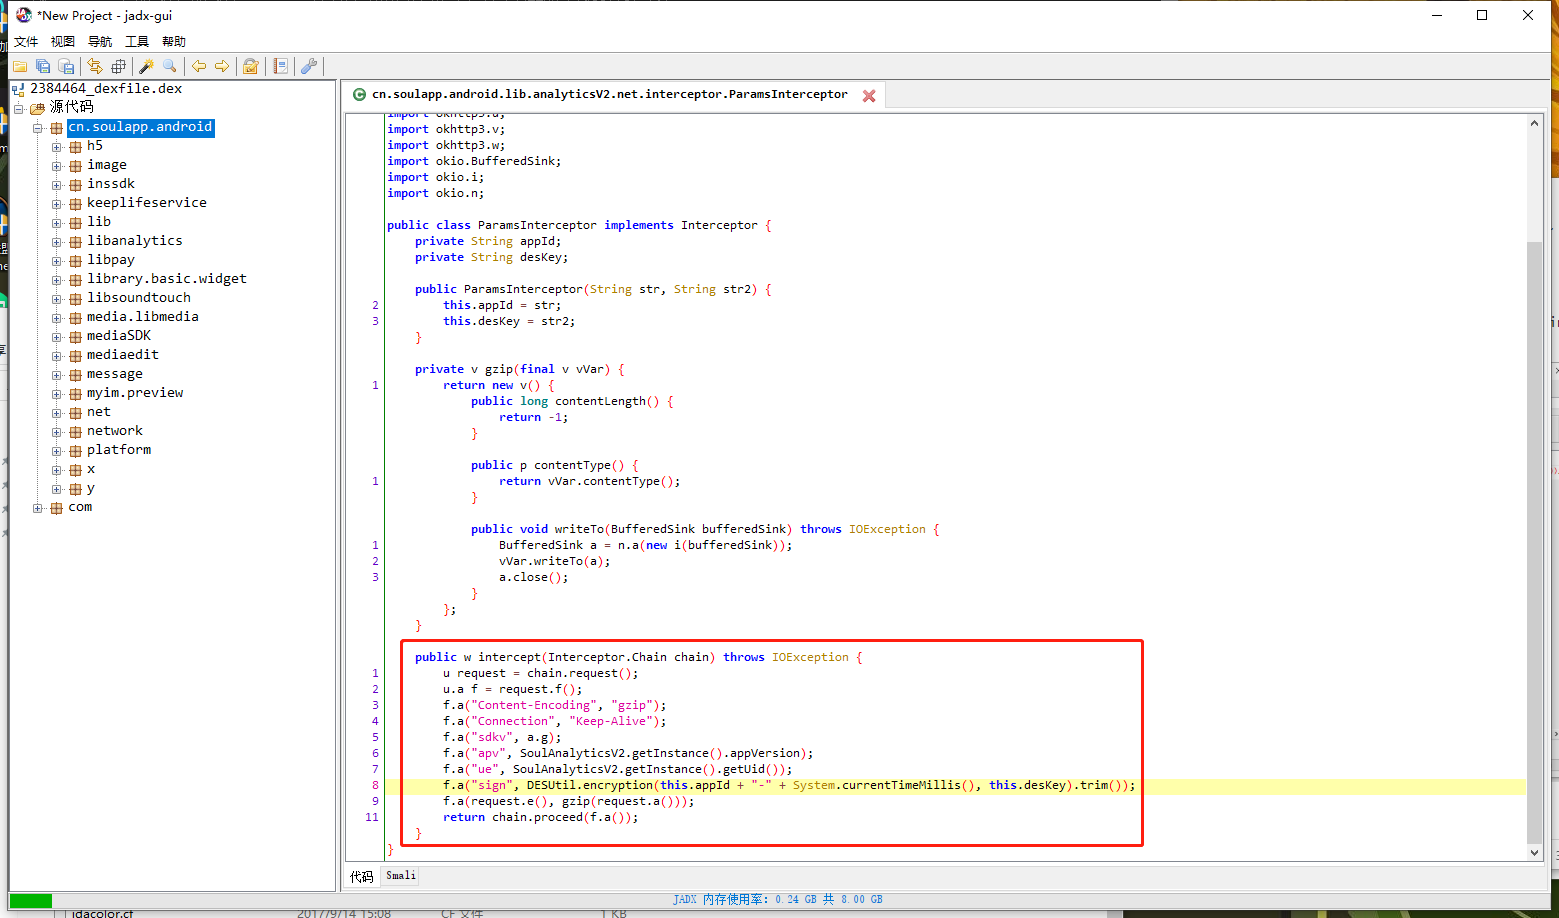 *New Project - jadx-gui
文件 视图 导航 工具 帮助
2384464_dexfile.dex
源代码
cn.soulapp.android
h5
image
inssdk
keeplifeservice
lib
libanalytics
libpay
library.basic.widget
libsoundtouch
media.libmedia
mediaSDK
mediaedit
message
myim.preview
net
network
platform
x
y
com
cn.soulapp.android.lib.analyticsV2.net.interceptor.ParamsInterceptor
import okhttp3.u;
import okhttp3.v;
import okhttp3.w;
import okio.BufferedSink;
import okio.i;
import okio.n;
public class ParamsInterceptor implements Interceptor {
private String appId;
private String desKey;
public ParamsInterceptor(String str, String str2) {
2 this.appId = str;
3 this.desKey = str2;
}
private v gzip(final v vVar) {
1 return new v() {
public long contentLength() {
return -1;
}
public p contentType() {
1 return vVar.contentType();
}
public void writeTo(BufferedSink bufferedSink) throws IOException {
1 BufferedSink a = n.a(new i(bufferedSink));
2 vVar.writeTo(a);
3 a.close();
}
};
}
public w intercept(Interceptor.Chain chain) throws IOException {
1 u request = chain.request();
2 u.a f = request.f();
3 f.a("Content-Encoding", "gzip");
4 f.a("Connection", "Keep-Alive");
5 f.a("sdkv", a.g);
6 f.a("apv", SoulAnalyticsV2.getInstance().appVersion);
7 f.a("ue", SoulAnalyticsV2.getInstance().getUid());
8 f.a("sign", DESUtil.encryption(this.appId + "-" + System.currentTimeMillis(), this.desKey).trim());
9 f.a(request.e(), gzip(request.a()));
11 return chain.proceed(f.a());
}
}
代码 Smali
JADX 内存使用率: 0.24 GB 共 8.00 GB
idacolor.cf 2017/9/14 15:08 CF 文件 1 KB